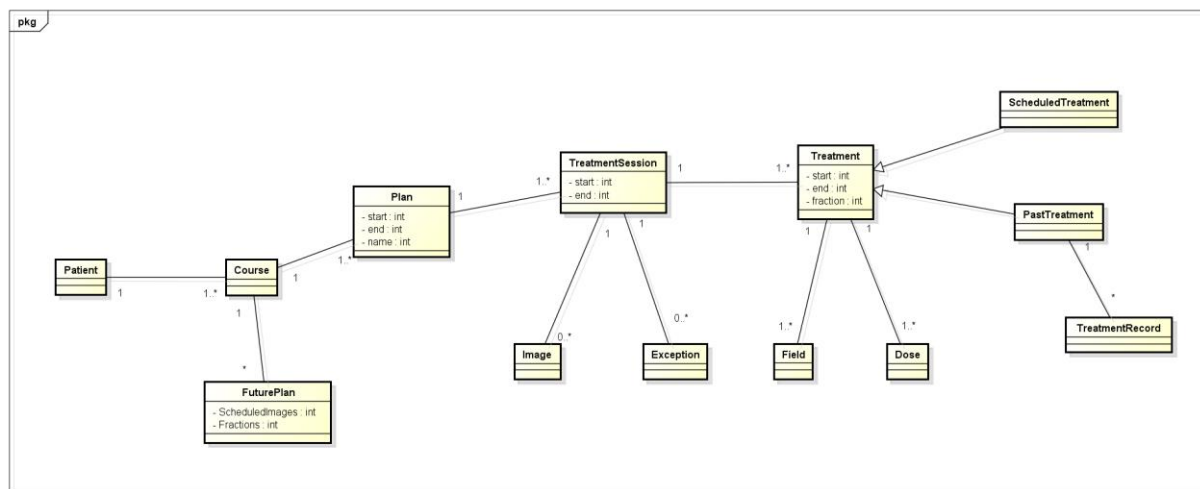 pkg
ScheduledTreatment
Treatment
- start : int
- end : int
- fraction : int
TreatmentSession
- start : int
- end : int
1
1..*
1..*
1
Plan
- start : int
- end : int
- name : int
PastTreatment
1
*
TreatmentRecord
Patient
1
1..*
Course
1
1..*
1
*
FuturePlan
- ScheduledImages : int
- Fractions : int
1
1
0..*
0..*
Image
Exception
1
1
1..*
1..*
Field
Dose